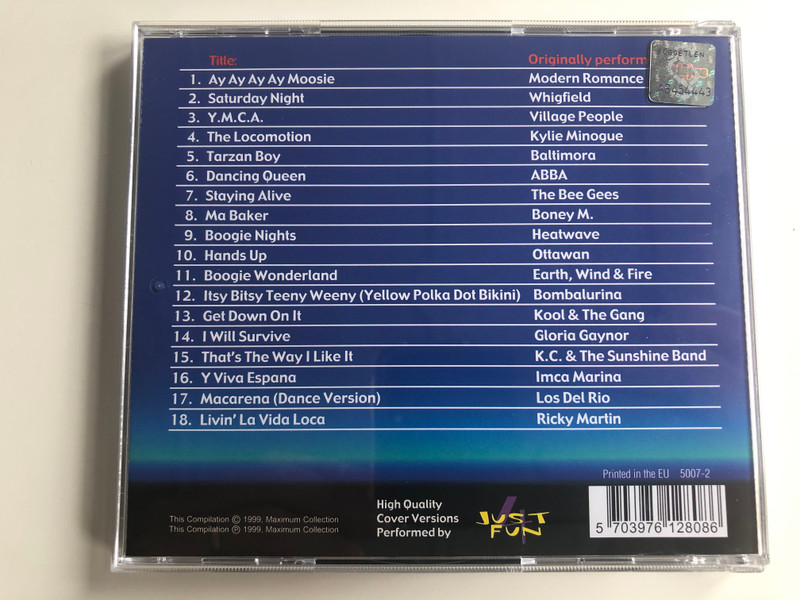 Title: Originally perform
1. Ay Ay Ay Ay Moosie Modern Romance
2. Saturday Night Whigfield
3. Y.M.C.A. Village People
4. The Locomotion Kylie Minogue
5. Tarzan Boy Baltimora
6. Dancing Queen ABBA
7. Staying Alive The Bee Gees
8. Ma Baker Boney M.
9. Boogie Nights Heatwave
10. Hands Up Ottawan
11. Boogie Wonderland Earth, Wind & Fire
12. Itsy Bitsy Teeny Weeny (Yellow Polka Dot Bikini) Bombalurina
13. Get Down On It Kool & The Gang
14. I Will Survive Gloria Gaynor
15. That's The Way I Like It K.C. & The Sunshine Band
16. Y Viva Espana Imca Marina
17. Macarena (Dance Version) Los Del Rio
18. Livin' La Vida Loca Ricky Martin
Printed in the EU 5007-2
This Compilation © 1999, Maximum Collection
This Compilation ℗ 1999, Maximum Collection
High Quality
Cover Versions
Performed by
JUST
4
FUN
5 703976 128086